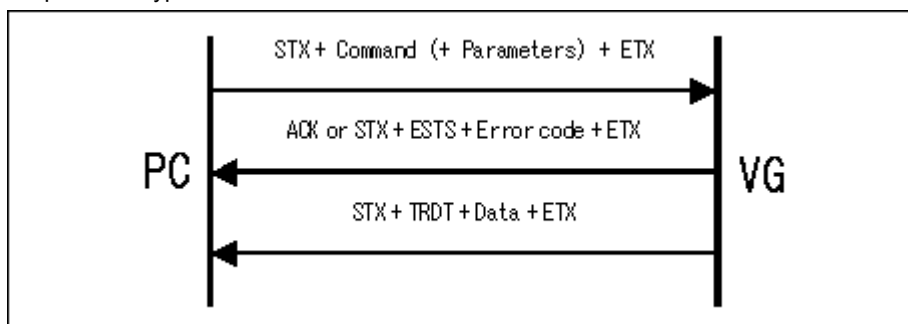 STX + Command (+ Parameters) + ETX
ACK or STX + ESTS + Error code + ETX
PC
VG
STX + TRDT + Data + ETX